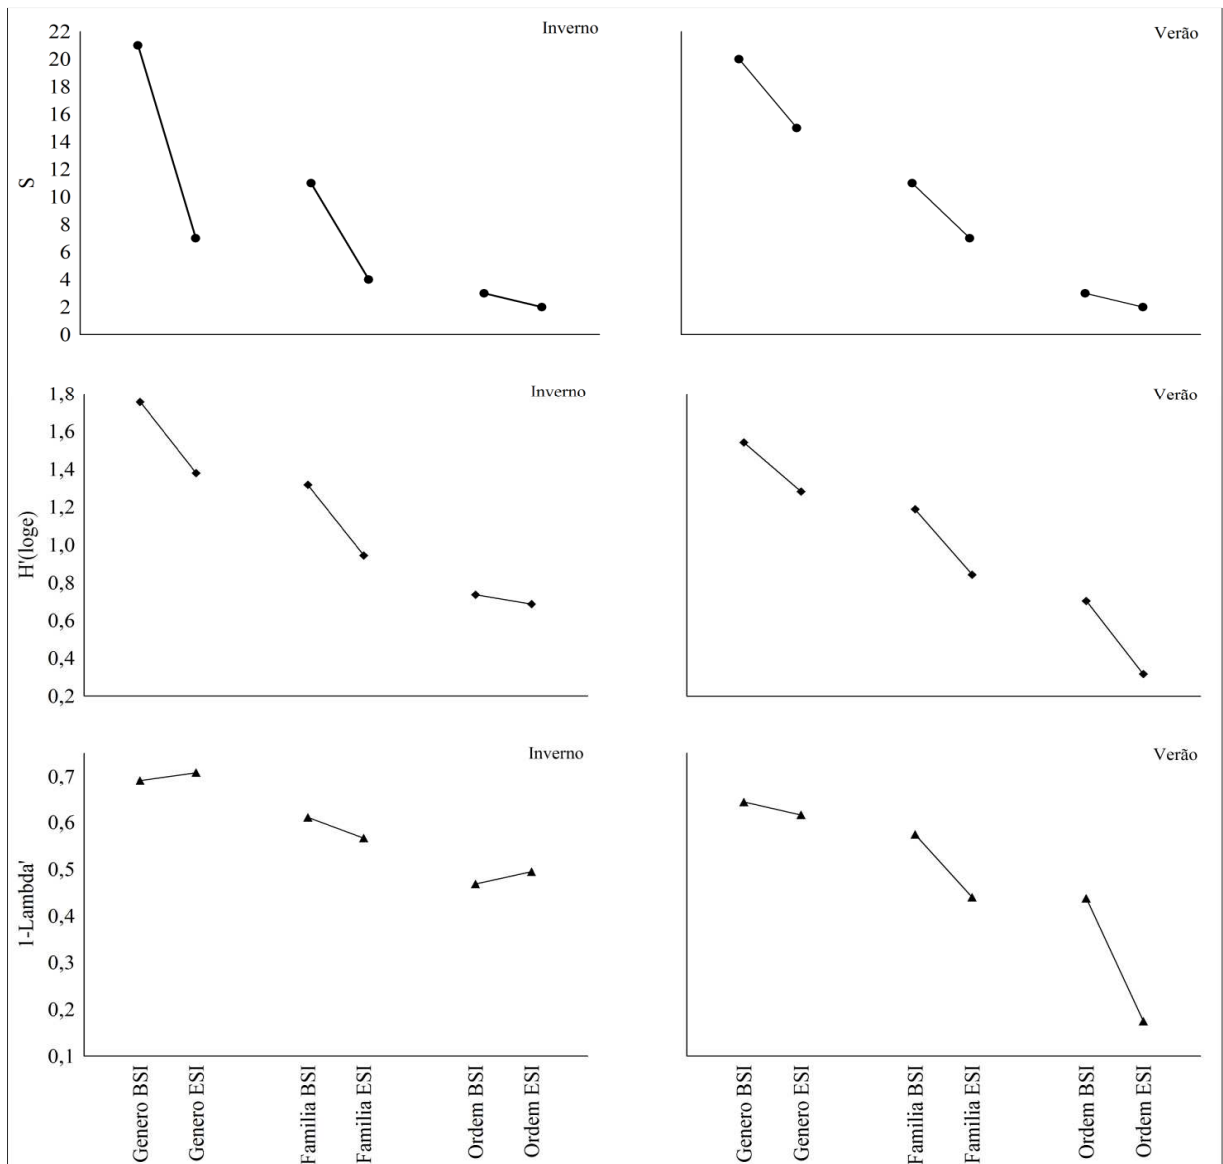 Inverno
Verão
22
20
18
16
14
12
10
8
6
4
2
0
S
Inverno
Verão
1,8
1,6
1,4
1,2
1,0
0,8
0,6
0,4
0,2
H'(loge)
Inverno
Verão
0,7
0,6
0,5
0,4
0,3
0,2
0,1
1-Lambda'
Genero BSI
Genero ESI
Familia BSI
Familia ESI
Ordem BSI
Ordem ESI
Genero BSI
Genero ESI
Familia BSI
Familia ESI
Ordem BSI
Ordem ESI